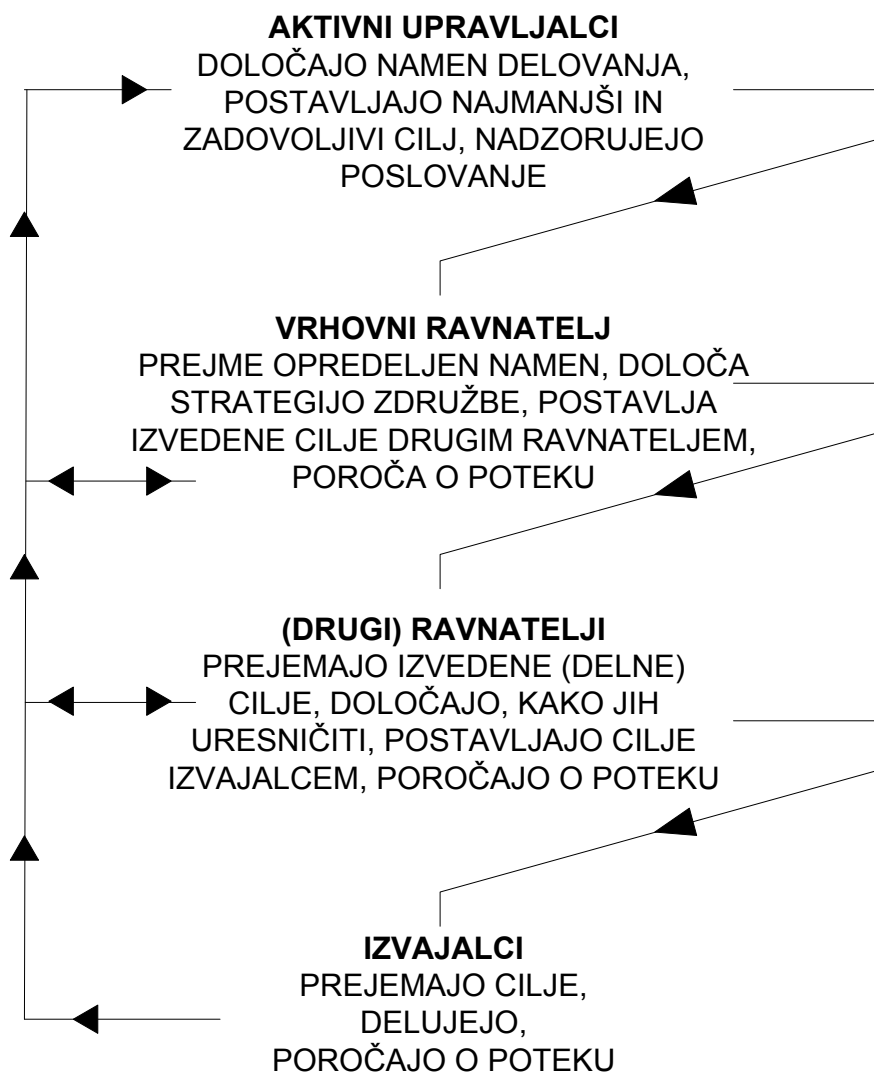 AKTIVNI UPRAVLJALCI
DOLOČAJO NAMEN DELOVANJA,
POSTAVLJAJO NAJMANJŠI IN
ZADOVOLJIVI CILJ, NADZORUJEJO
POSLOVANJE
VRHOVNI RAVNATELJ
PREJME OPREDELJEN NAMEN, DOLOČA
STRATEGIJO ZDRUŽBE, POSTAVLJA
IZVEDENE CILJE DRUGIM RAVNATELJEM,
POROČA O POTEKU
(DRUGI) RAVNATELJI
PREJEMAJO IZVEDENE (DELNE)
CILJE, DOLOČAJO, KAKO JIH
URESNIČITI, POSTAVLJAJO CILJE
IZVAJALCEM, POROČAJO O POTEKU
IZVAJALCI
PREJEMAJO CILJE,
DELUJEJO,
POROČAJO O POTEKU